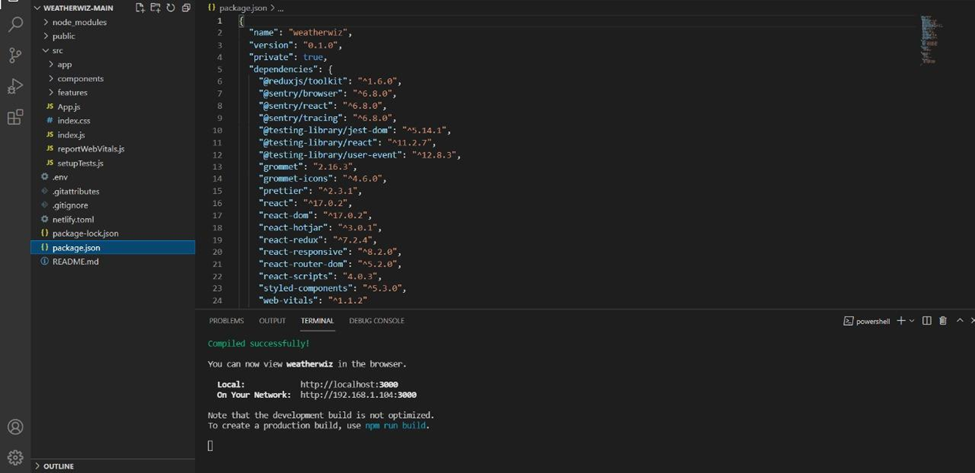 WEATHERWIZ-MAIN
node_modules
public
src
app
components
features
JS App.js
# index.css
JS index.js
JS reportWebVitals.js
JS setupTests.js
.env
.gitattributes
.gitignore
netlify.toml
{} package-lock.json
{} package.json
README.md
OUTLINE
{} package.json > ...
1 {
2 "name": "weatherwiz",
3 "version": "0.1.0",
4 "private": true,
5 "dependencies": {
6 "@reduxjs/toolkit": "^1.6.0",
7 "@sentry/browser": "^6.8.0",
8 "@sentry/react": "^6.8.0",
9 "@sentry/tracing": "^6.8.0",
10 "@testing-library/jest-dom": "^5.14.1",
11 "@testing-library/react": "^11.2.7",
12 "@testing-library/user-event": "^12.8.3",
13 "grommet": "2.16.3",
14 "grommet-icons": "^4.6.0",
15 "prettier": "^2.3.1",
16 "react": "^17.0.2",
17 "react-dom": "^17.0.2",
18 "react-hotjar": "^3.0.1",
19 "react-redux": "^7.2.4",
20 "react-responsive": "^8.2.0",
21 "react-router-dom": "^5.2.0",
22 "react-scripts": "4.0.3",
23 "styled-components": "^5.3.0",
24 "web-vitals": "^1.1.2"
PROBLEMS OUTPUT TERMINAL DEBUG CONSOLE powershell
Compiled successfully!
You can now view weatherwiz in the browser.
Local: http://localhost:3000
On Your Network: http://192.168.1.104:3000
Note that the development build is not optimized.
To create a production build, use npm run build.